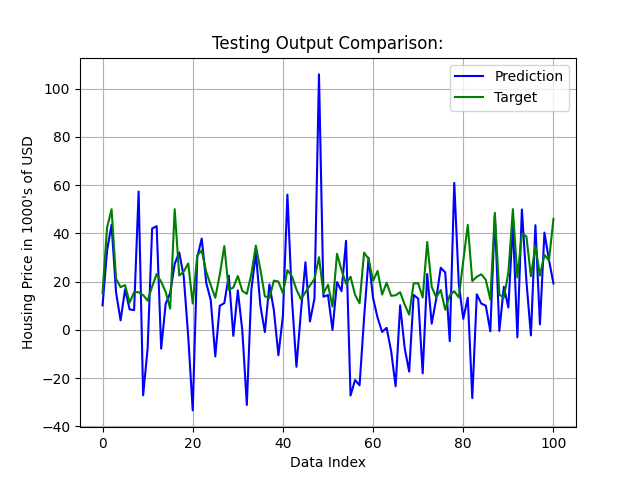 Testing Output Comparison:
Prediction
Target
100
80
60
40
20
0
−20
−40
Housing Price in 1000's of USD
0
20
40
60
80
100
Data Index